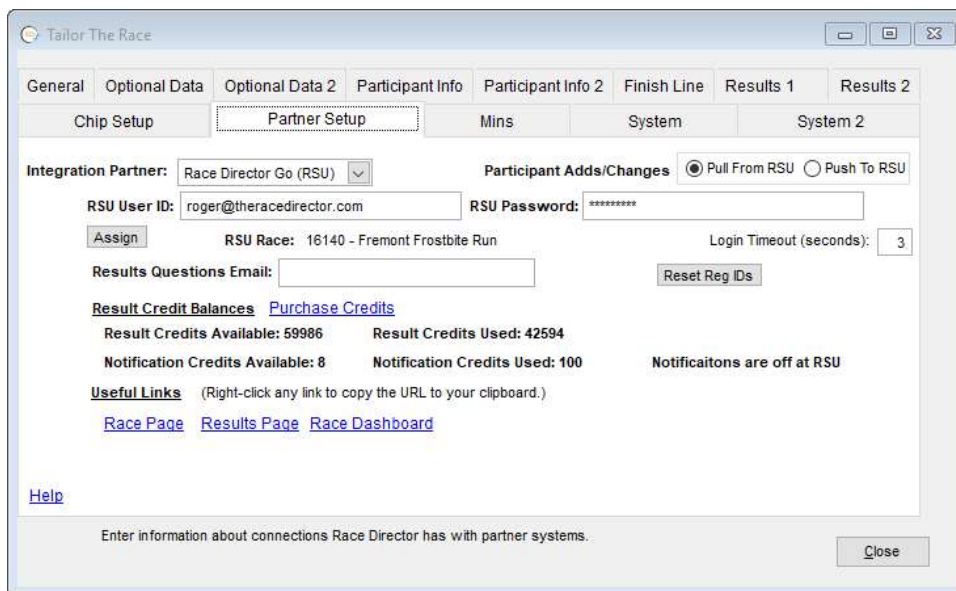 Tailor The Race
General Optional Data Optional Data 2 Participant Info Participant Info 2 Finish Line Results 1 Results 2
Chip Setup Partner Setup Mins System System 2
Integration Partner: Race Director Go (RSU) Participant Adds/Changes Pull From RSU Push To RSU
RSU User ID: roger@theracedirector.com RSU Password: *********
Assign RSU Race: 16140 - Fremont Frostbite Run Login Timeout (seconds): 3
Results Questions Email: Reset Reg IDs
Result Credit Balances Purchase Credits
Result Credits Available: 59986 Result Credits Used: 42594
Notification Credits Available: 8 Notification Credits Used: 100 Notificaitons are off at RSU
Useful Links (Right-click any link to copy the URL to your clipboard.)
Race Page Results Page Race Dashboard
Help
Enter information about connections Race Director has with partner systems.
Close